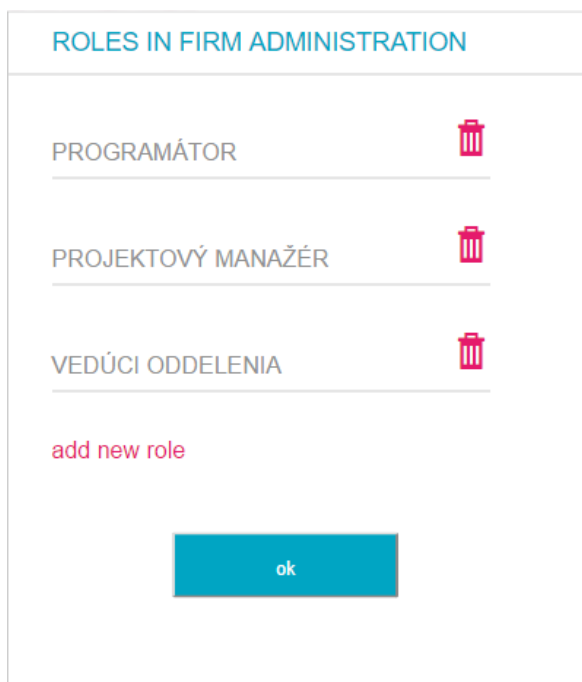 ROLES IN FIRM ADMINISTRATION
PROGRAMÁTOR
PROJEKTOVÝ MANAŽÉR
VEDÚCI ODDELENIA
add new role
ok